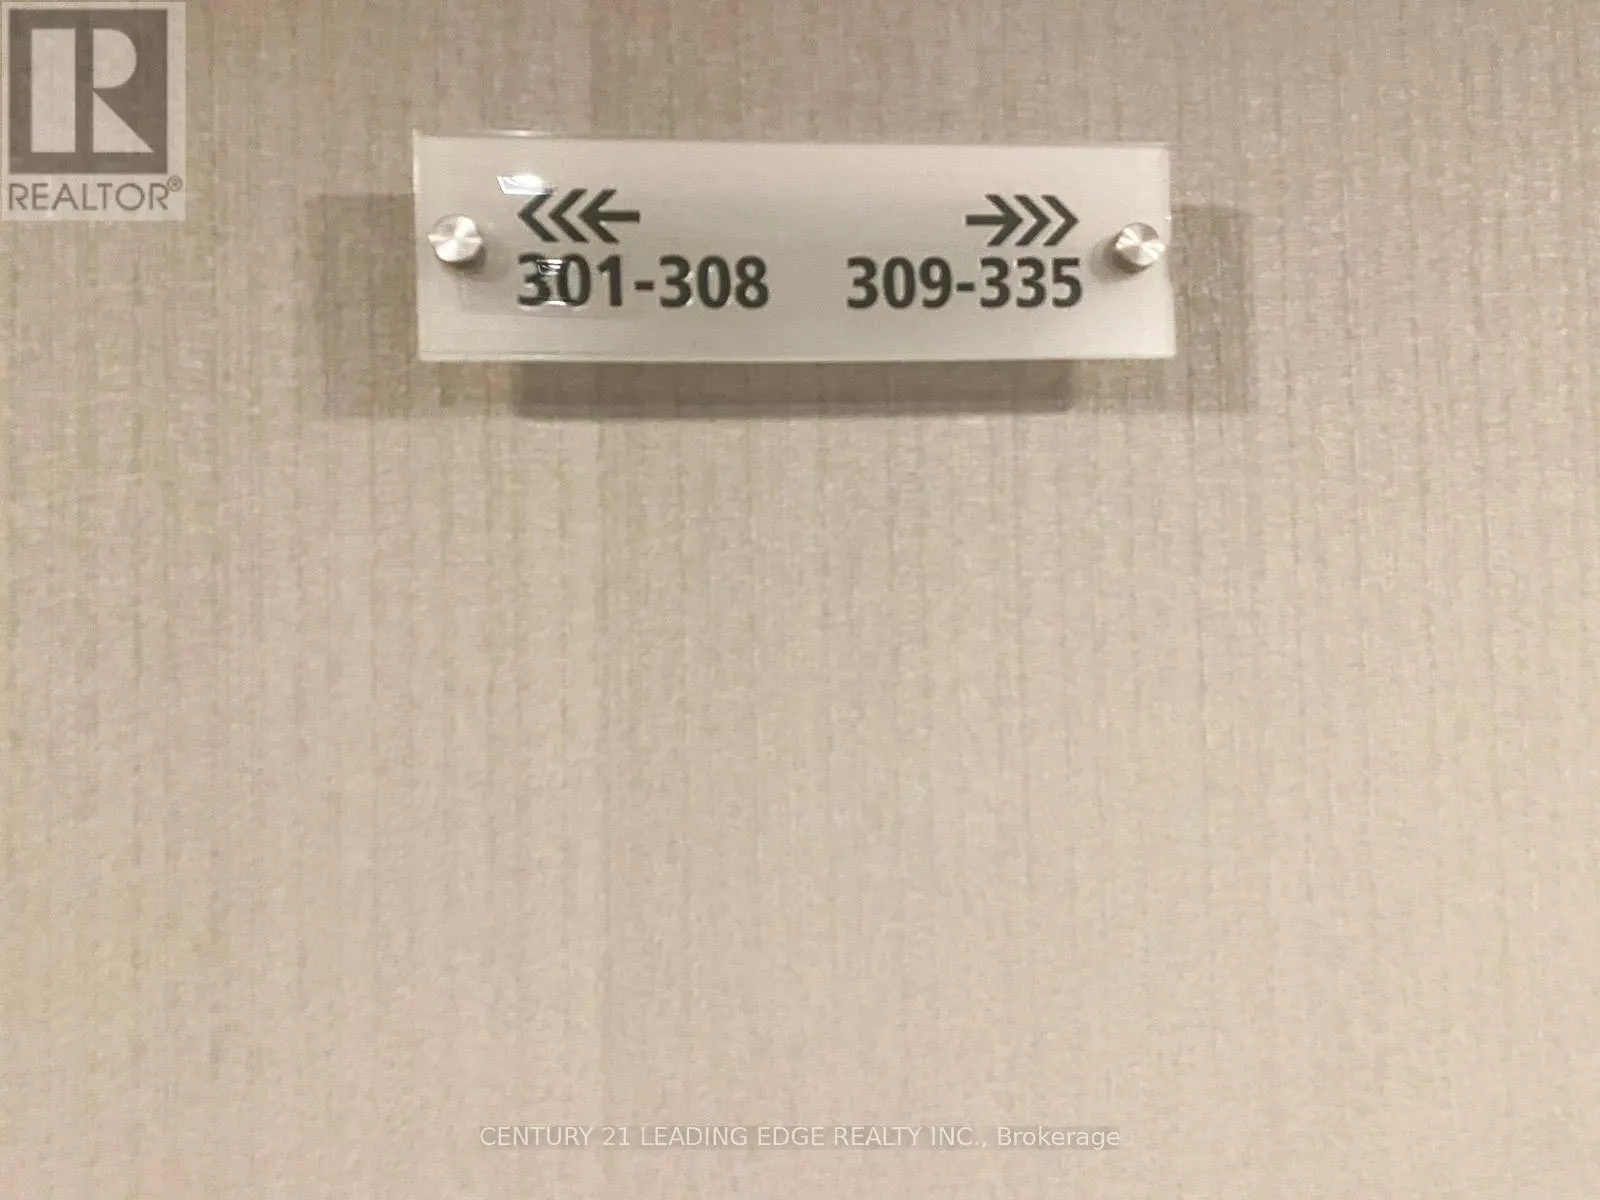 REALTOR®
301-308 309-335
CENTURY 21 LEADING EDGE REALTY INC., Brokerage